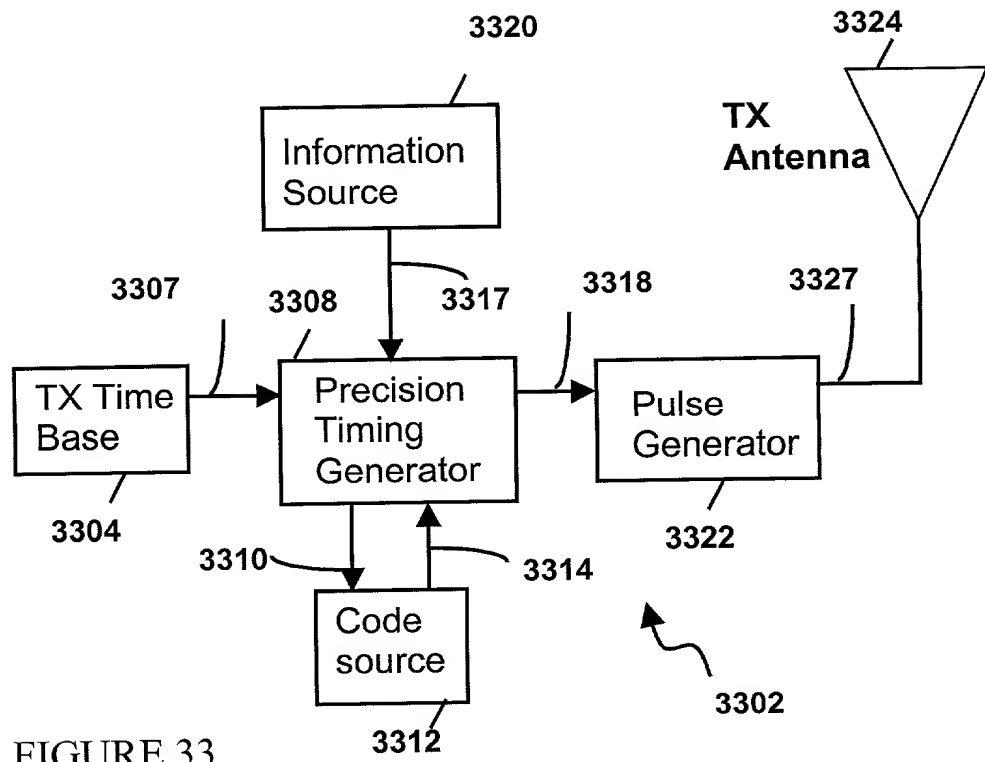 3320
3324
Information
Source
TX
Antenna
3307
3308
3317
3318
3327
TX Time
Base
Precision
Timing
Generator
Pulse
Generator
3304
3310
3314
3322
Code
source
3302
3312
FIGURE 33